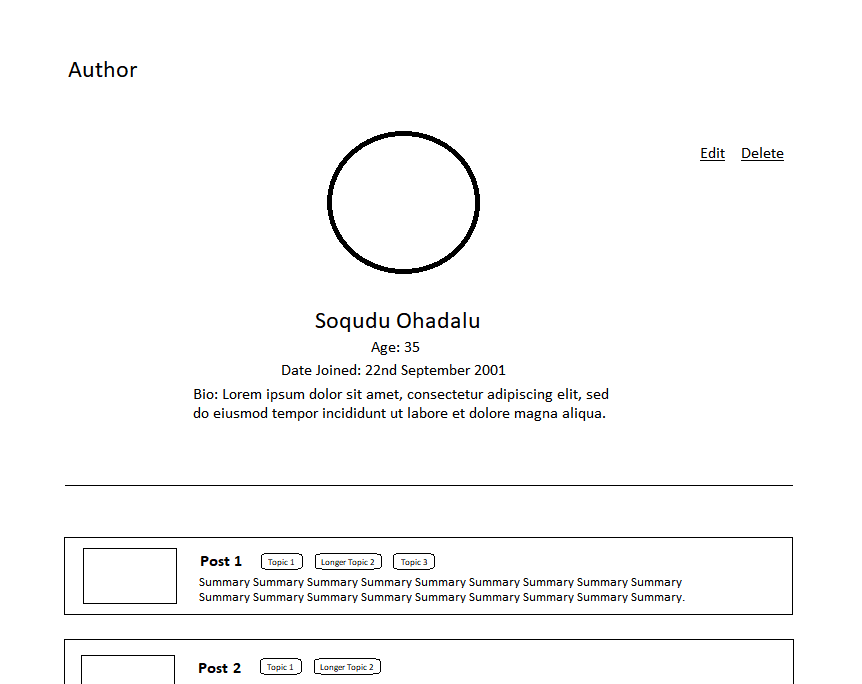 Author
Edit Delete
Soqudu Ohadalu
Age: 35
Date Joined: 22nd September 2001
Bio: Lorem ipsum dolor sit amet, consectetur adipiscing elit, sed
do eiusmod tempor incididunt ut labore et dolore magna aliqua.
Post 1 Topic 1 Longer Topic 2 Topic 3
Summary Summary Summary Summary Summary Summary Summary Summary Summary
Summary Summary Summary Summary Summary Summary Summary Summary Summary.
Post 2 Topic 1 Longer Topic 2